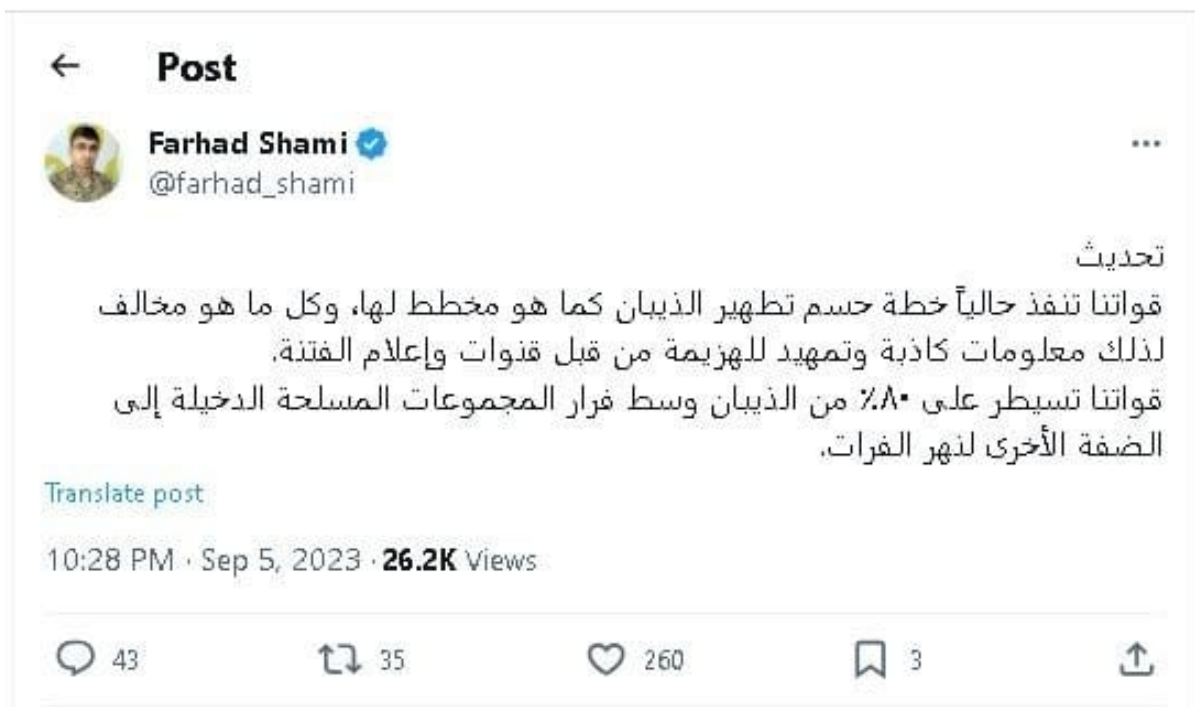 Post
Farhad Shami
@farhad_shami
تحديث
قواتنا تنفذ حالياً خطة حسم تطهير الذيبان كما هو مخطط لها، وكل ما هو مخالف
لذلك معلومات كاذبة وتمهيد للهزيمة من قبل قنوات وإعلام الفتنة.
قواتنا تسيطر على ٨٠٪ من الذيبان وسط فرار المجموعات المسلحة الدخيلة إلى
الضفة الأخرى لنهر الفرات.
Translate post
10:28 PM · Sep 5, 2023 · 26.2K Views
43 35 260 3